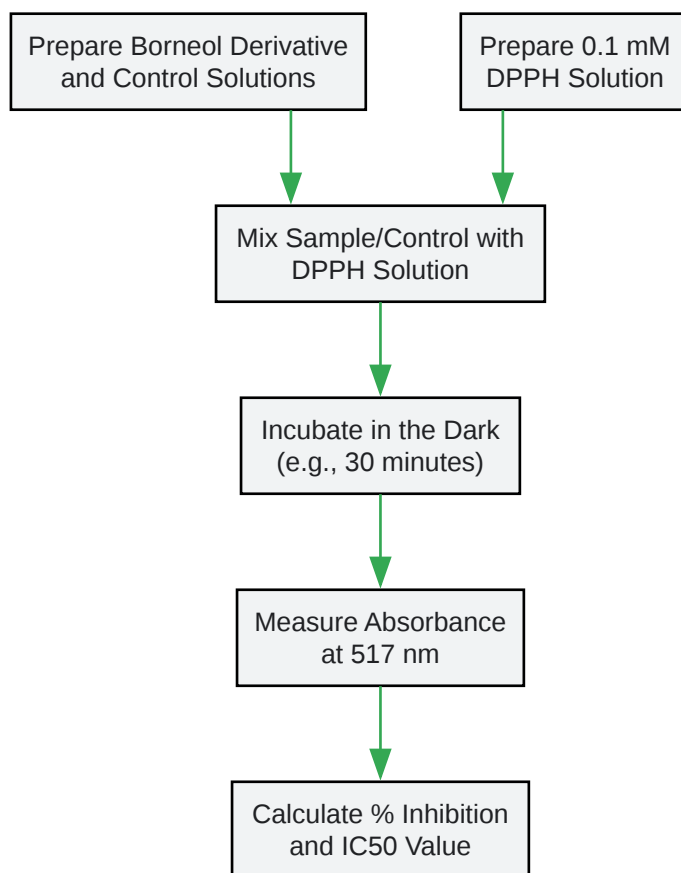 Prepare Borneol Derivative
and Control Solutions
Prepare 0.1 mM
DPPH Solution
Mix Sample/Control with
DPPH Solution
Incubate in the Dark
(e.g., 30 minutes)
Measure Absorbance
at 517 nm
Calculate % Inhibition
and IC50 Value